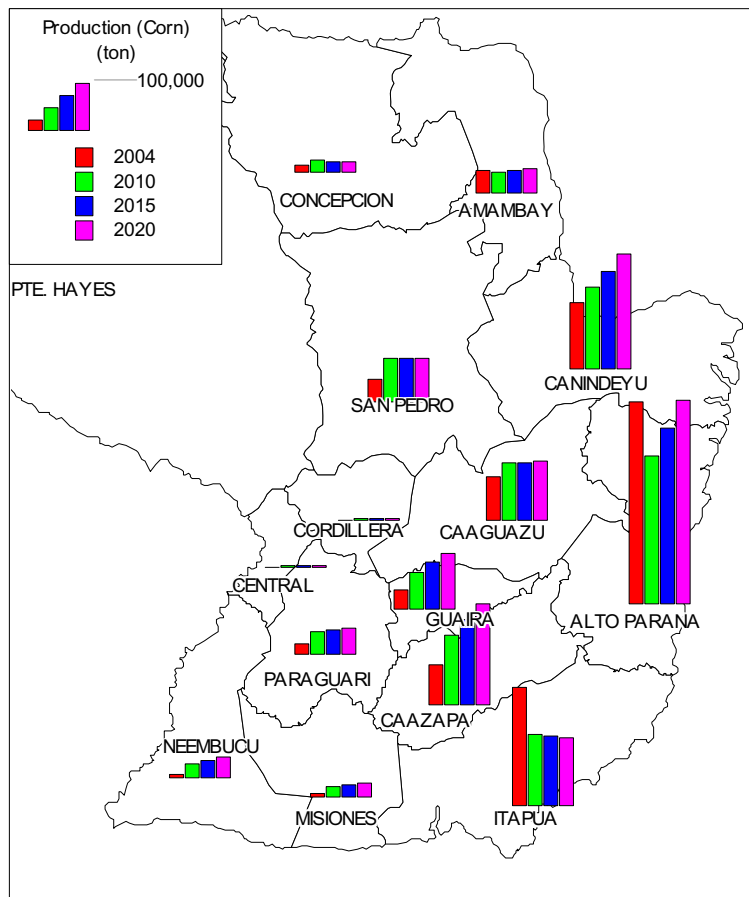 Production (Corn)
(ton)
100,000
2004
2010
2015
2020
CONCEPCION
AMAMBAY
PTE. HAYES
CANINDEYU
SAN PEDRO
CORDILLERA
CAAGUAZU
CENTRAL
GUAIRA
ALTO PARANA
PARAGUARI
CAAZAPA
NEEMBUCU
MISIONES
ITAPUA